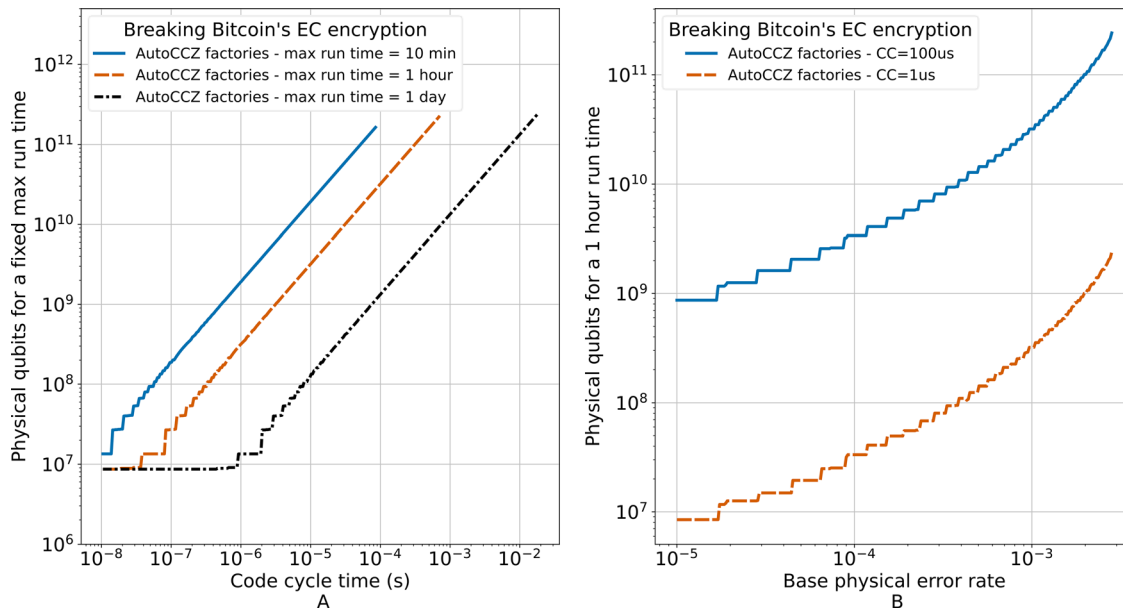 Breaking Bitcoin's EC encryption
AutoCCZ factories - max run time = 10 min
AutoCCZ factories - max run time = 1 hour
AutoCCZ factories - max run time = 1 day
Physical qubits for a fixed max run time
10¹²
10¹¹
10¹⁰
10⁹
10⁸
10⁷
10⁶
10⁻⁸ 10⁻⁷ 10⁻⁶ 10⁻⁵ 10⁻⁴ 10⁻³ 10⁻²
Code cycle time (s)
A
Breaking Bitcoin's EC encryption
AutoCCZ factories - CC=100us
AutoCCZ factories - CC=1us
Physical qubits for a 1 hour run time
10¹¹
10¹⁰
10⁹
10⁸
10⁷
10⁻⁵ 10⁻⁴ 10⁻³
Base physical error rate
B